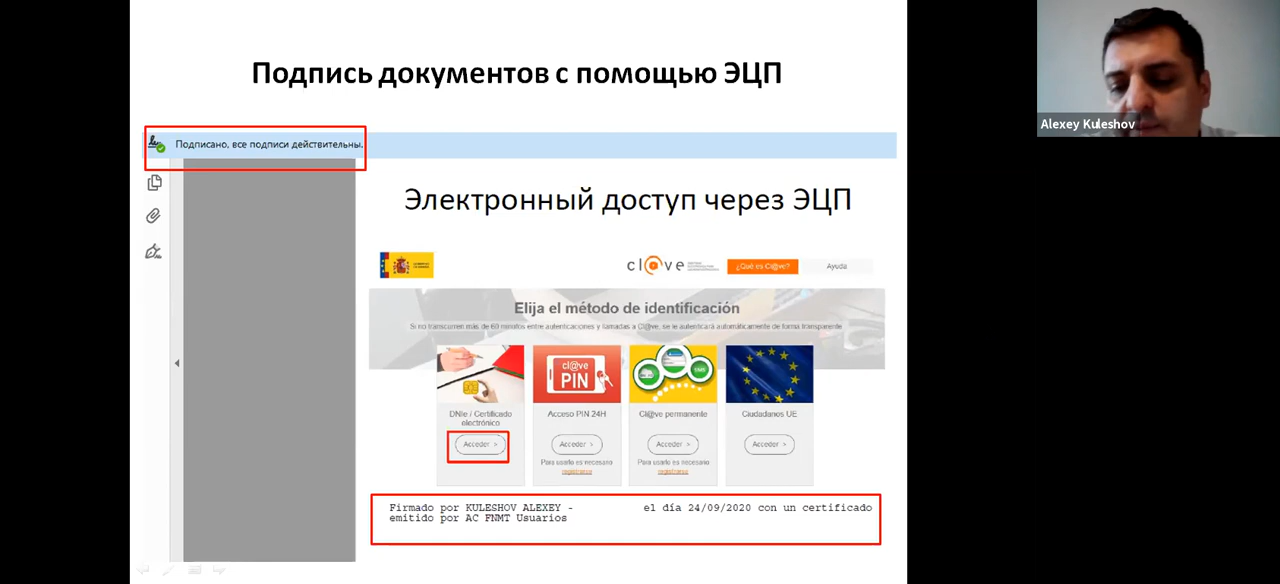 Подпись документов с помощью ЭЦП
Alexey Kuleshov
Подписано, все подписи действительны.
Электронный доступ через ЭЦП
cl@ve
¿Qué es Cl@ve?
Ayuda
Elija el método de identificación
Si no transcurren más de 60 minutos entre autenticaciones y llamadas a Cl@ve, se le autenticará automáticamente de forma transparente
cl@ve
PIN
DNIe / Certificado
electrónico
Acceso PIN 24H
Cl@ve permanente
Ciudadanos UE
Acceder >
Acceder >
Acceder >
Acceder >
Para usarlo es necesario
registrarse
Para usarlo es necesario
registrarse
Firmado por KULESHOV ALEXEY - el día 24/09/2020 con un certificado
emitido por AC FNMT Usuarios